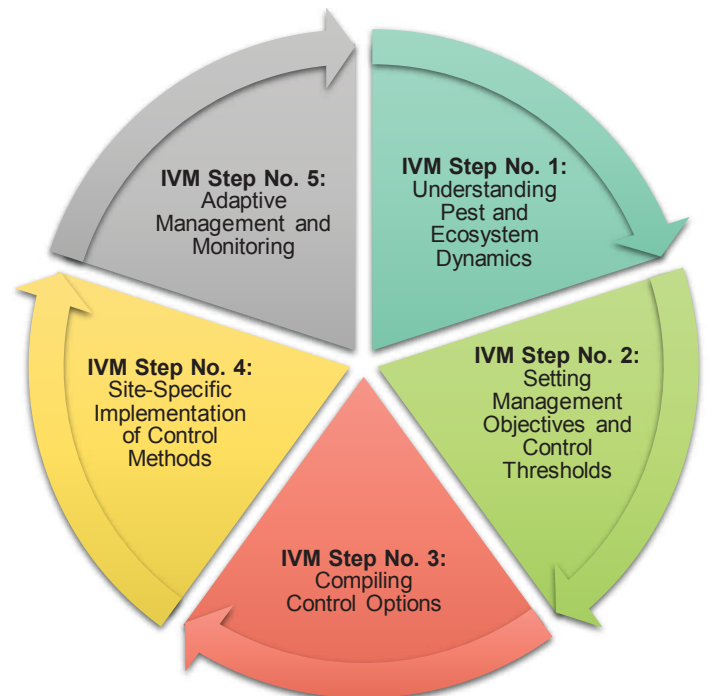 IVM Step No. 1:
Understanding
Pest and
Ecosystem
Dynamics
IVM Step No. 2:
Setting
Management
Objectives and
Control
Thresholds
IVM Step No. 3:
Compiling
Control Options
IVM Step No. 4:
Site-Specific
Implementation
of Control
Methods
IVM Step No. 5:
Adaptive
Management and
Monitoring